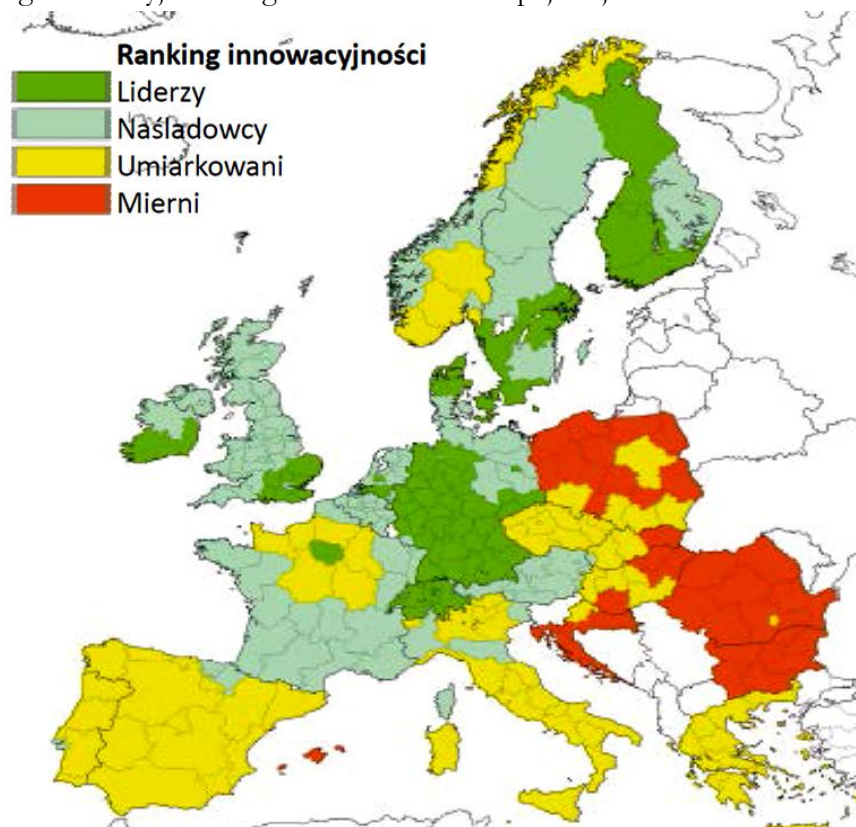 Ranking innowacyjności
Liderzy
Naśladowcy
Umiarkowani
Mierni